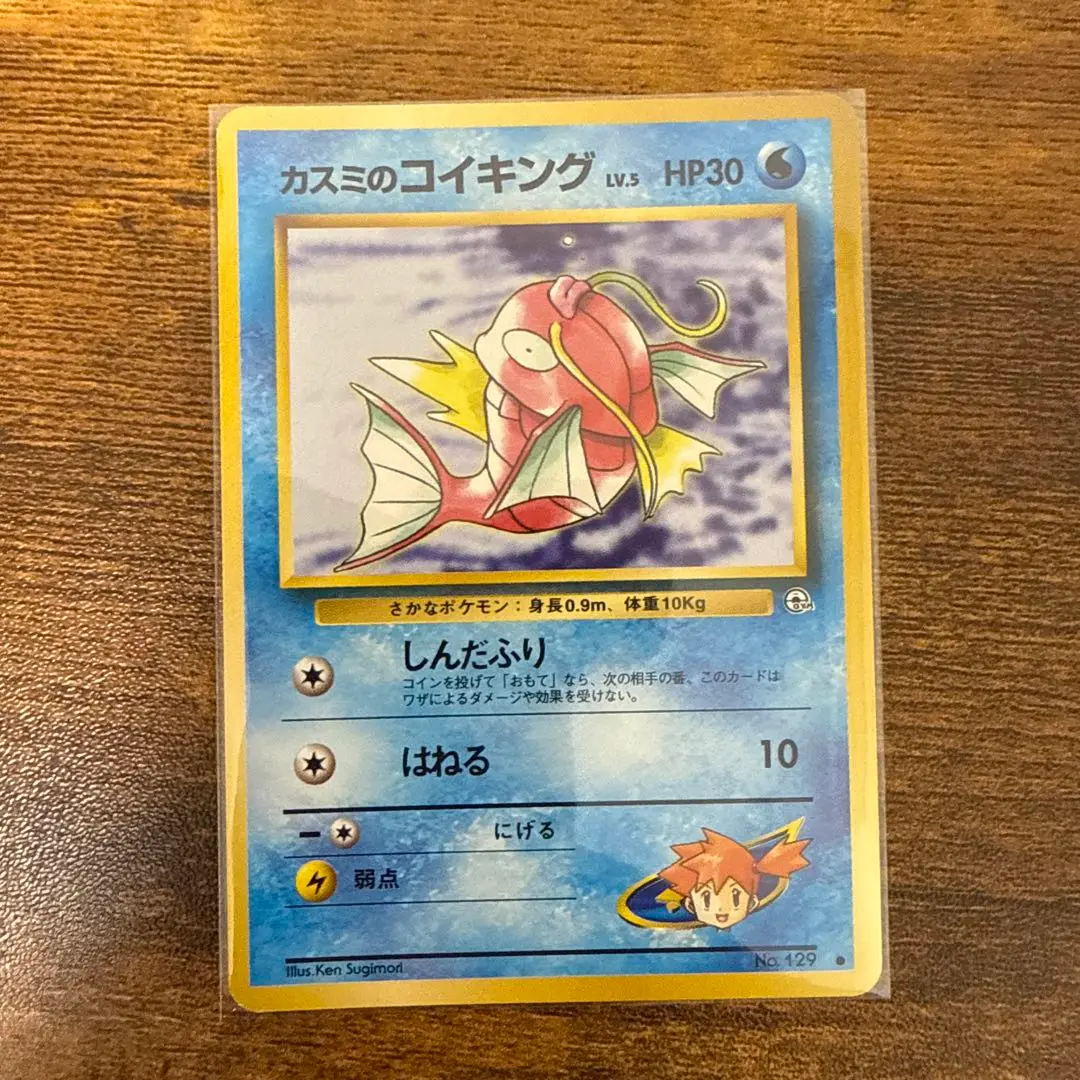 カスミのコイキング LV.5 HP30
さかなポケモン：身長0.9m、体重10Kg
しんだふり
コインを投げて「おもて」なら、次の相手の番、このカードは
ワザによるダメージや効果を受けない。
はねる 10
− にげる
弱点
Illus. Ken Sugimori No. 129 ●